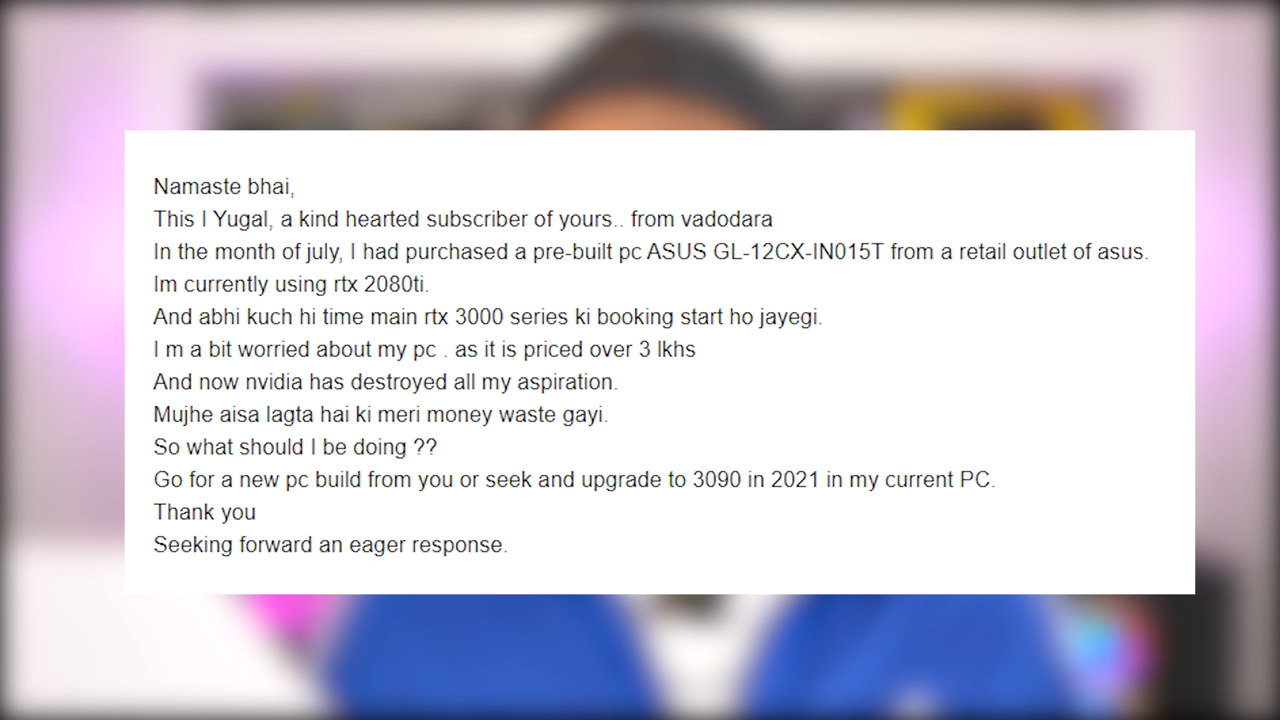 Namaste bhai,
This I Yugal, a kind hearted subscriber of yours.. from vadodara
In the month of july, I had purchased a pre-built pc ASUS GL-12CX-IN015T from a retail outlet of asus.
Im currently using rtx 2080ti.
And abhi kuch hi time main rtx 3000 series ki booking start ho jayegi.
I m a bit worried about my pc . as it is priced over 3 lkhs
And now nvidia has destroyed all my aspiration.
Mujhe aisa lagta hai ki meri money waste gayi.
So what should I be doing ??
Go for a new pc build from you or seek and upgrade to 3090 in 2021 in my current PC.
Thank you
Seeking forward an eager response.